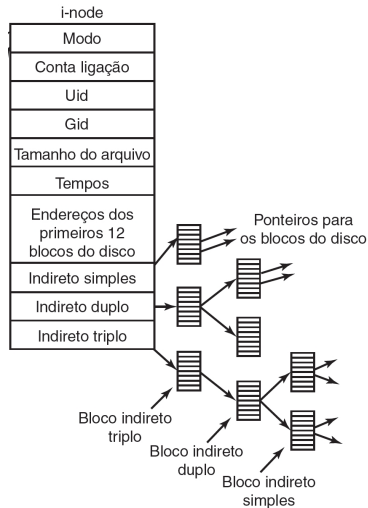 i-node
Modo
Conta ligação
Uid
Gid
Tamanho do arquivo
Tempos
Endereços dos
primeiros 12
blocos do disco
Indireto simples
Indireto duplo
Indireto triplo
Ponteiros para
os blocos do disco
Bloco indireto
triplo
Bloco indireto
duplo
Bloco indireto
simples